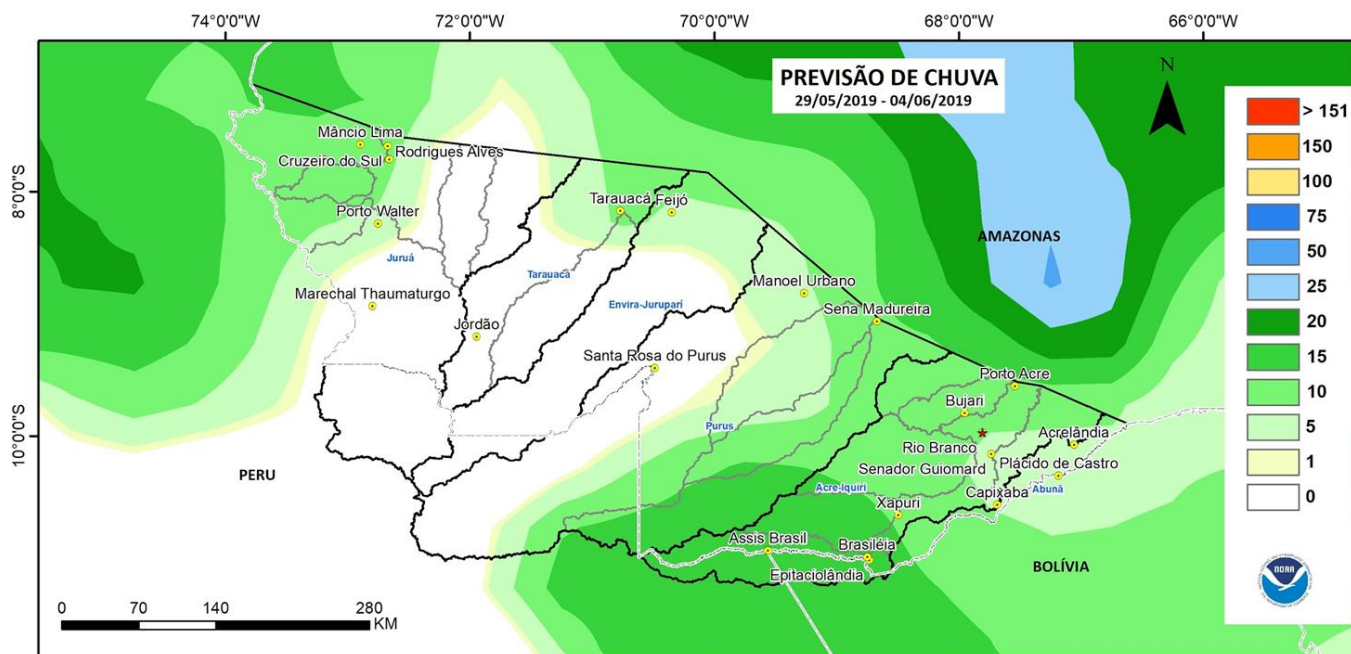 74°0'0"W 72°0'0"W 70°0'0"W 68°0'0"W 66°0'0"W
PREVISÃO DE CHUVA
29/05/2019 - 04/06/2019
N
> 151
150
100
75
50
25
20
15
10
5
1
0
8°0'0"S
10°0'0"S
Mâncio Lima
Rodrigues Alves
Cruzeiro do Sul
Porto Walter
Juruá
Marechal Thaumaturgo
Jordão
Tarauacá
Feijó
Tarauacá
Envira-Jurupari
Santa Rosa do Purus
Manoel Urbano
Sena Madureira
AMAZONAS
Purus
Porto Acre
Bujari
Rio Branco
Acrelândia
Senador Guiomard
Plácido de Castro
Acre-Iquiri
Xapuri
Capixaba
Abunã
Assis Brasil
Brasiléia
Epitaciolândia
PERU
BOLÍVIA
0 70 140 280
KM
NOAA